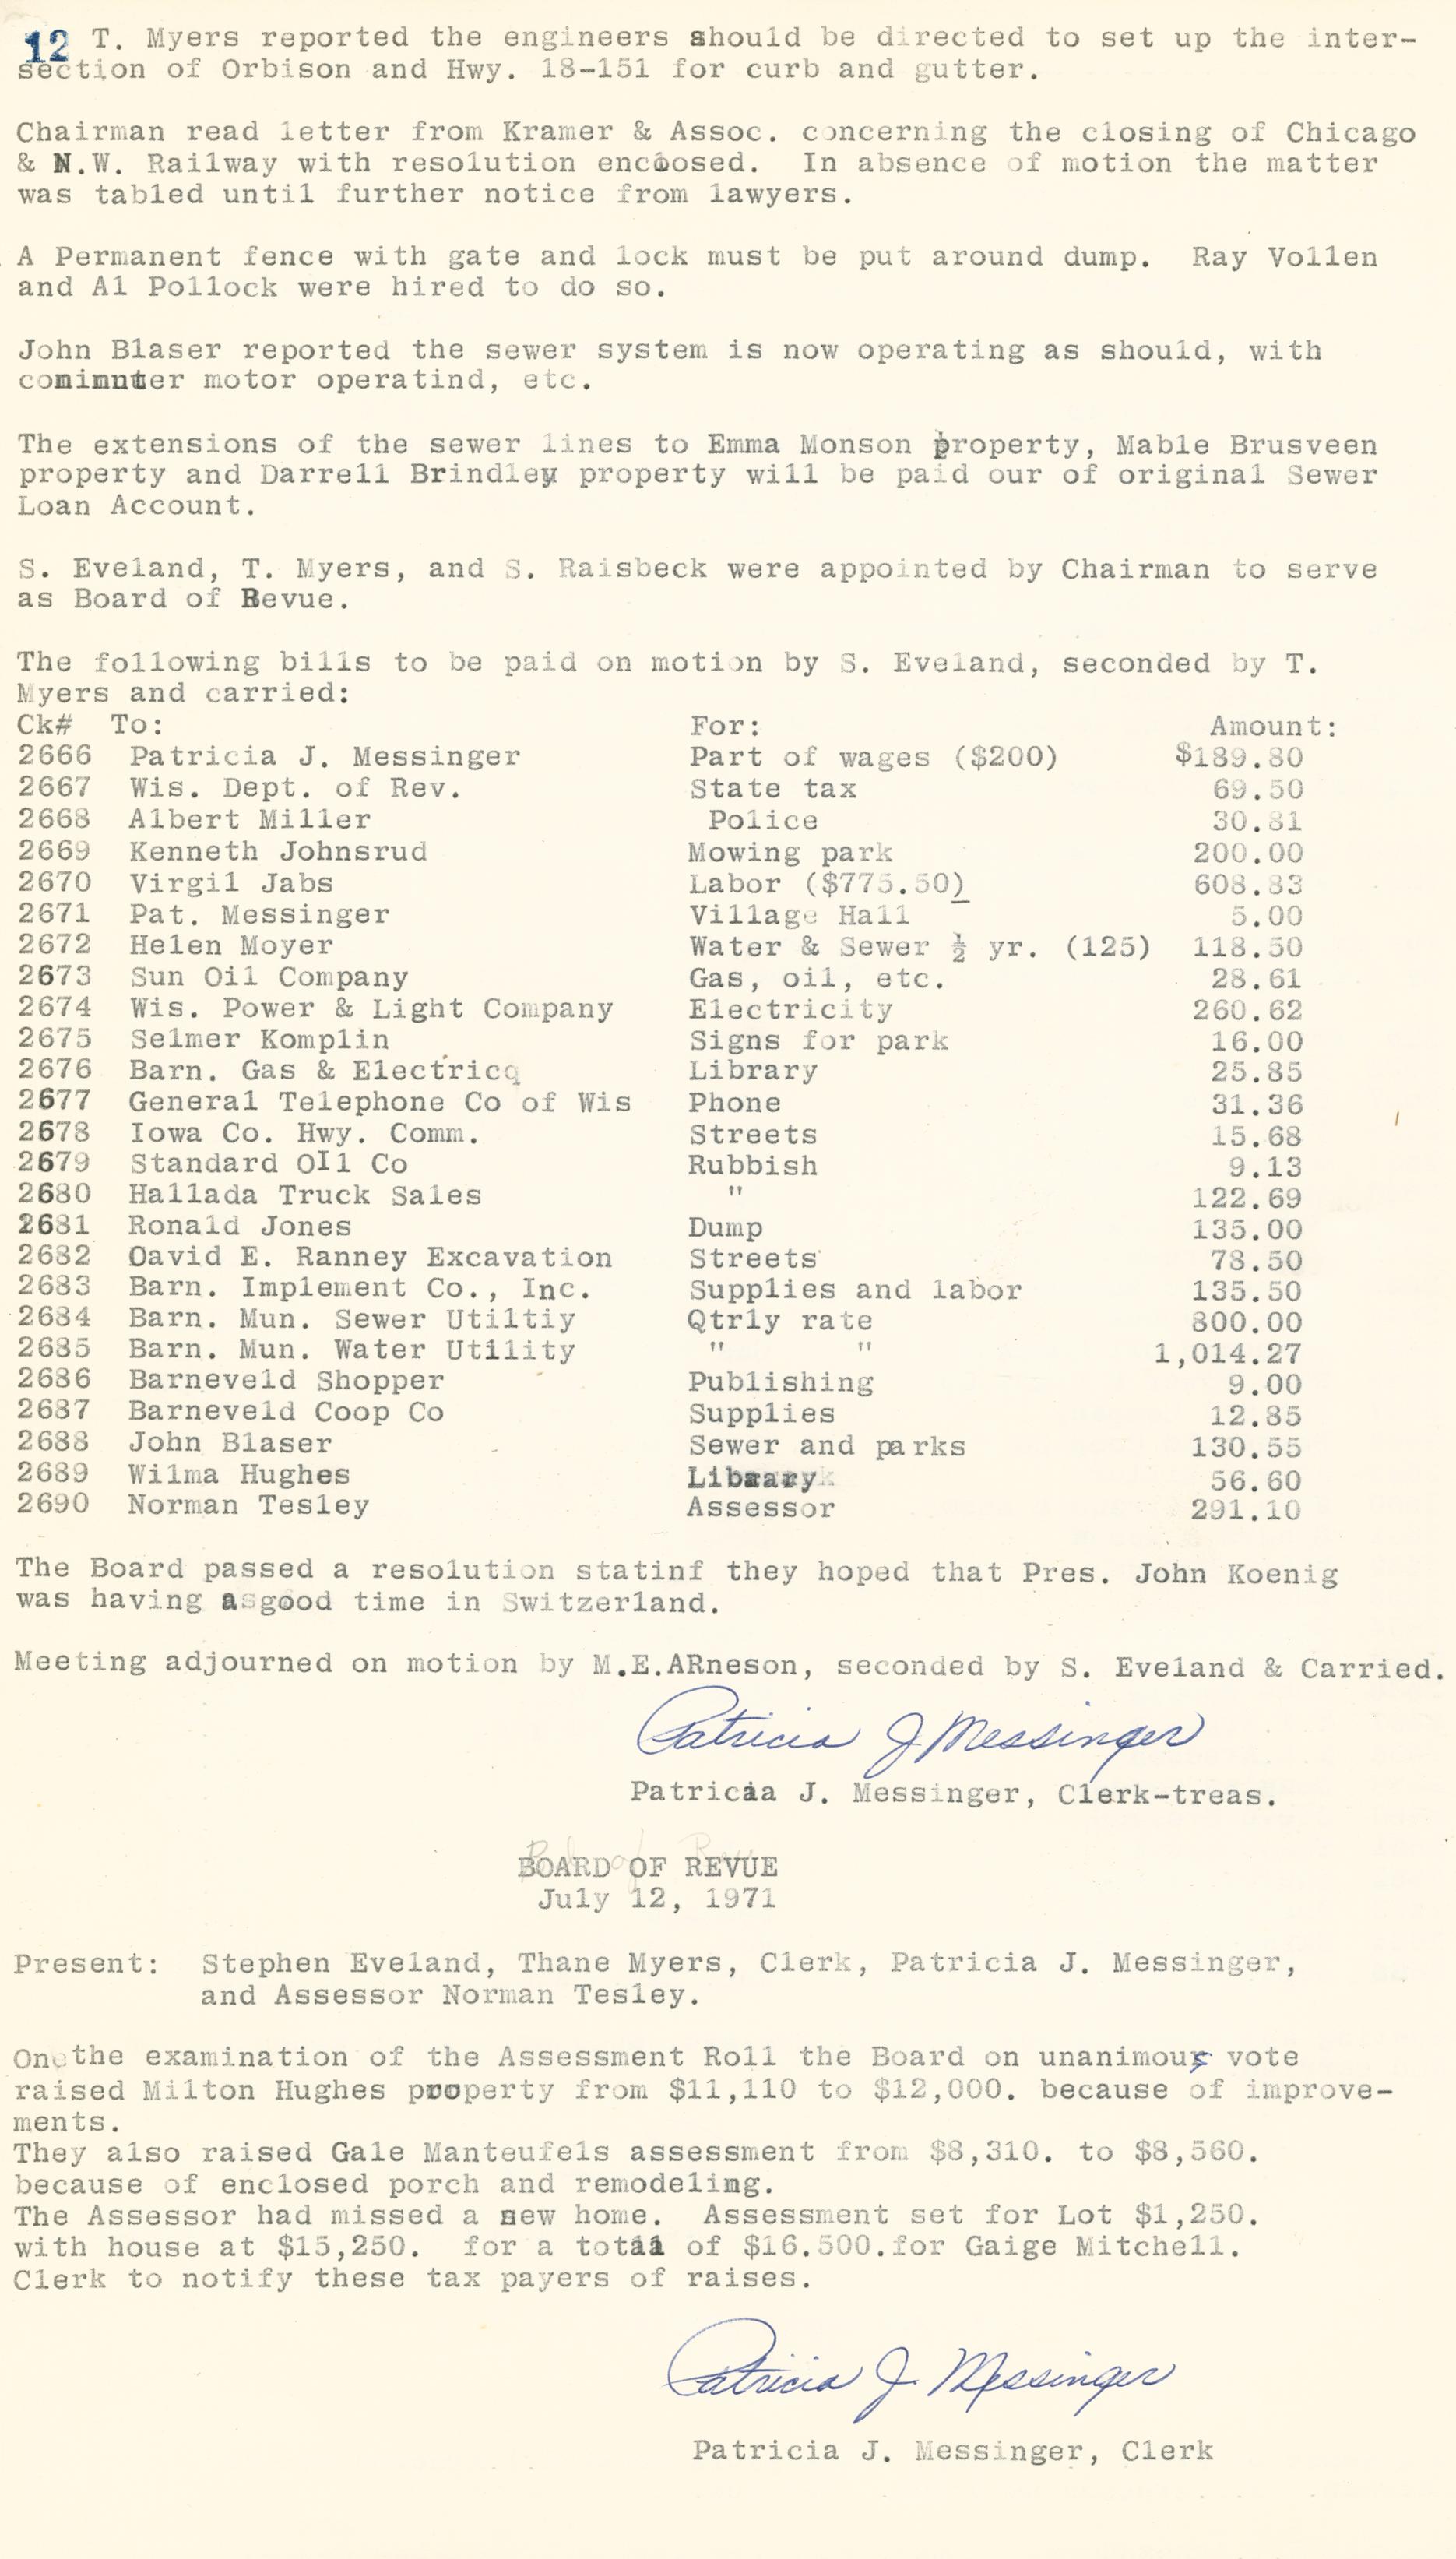 12 T. Myers reported the engineers should be directed to set up the inter-
section of Orbison and Hwy. 18-151 for curb and gutter.
Chairman read letter from Kramer & Assoc. concerning the closing of Chicago
& N.W. Railway with resolution encoosed. In absence of motion the matter
was tabled until further notice from lawyers.
A Permanent fence with gate and lock must be put around dump. Ray Vollen
and Al Pollock were hired to do so.
John Blaser reported the sewer system is now operating as should, with
cominuter motor operatind, etc.
The extensions of the sewer lines to Emma Monson property, Mable Brusveen
property and Darrell Brindley property will be paid our of original Sewer
Loan Account.
S. Eveland, T. Myers, and S. Raisbeck were appointed by Chairman to serve
as Board of Revue.
The following bills to be paid on motion by S. Eveland, seconded by T.
Myers and carried:
Ck# To: For: Amount:
2666 Patricia J. Messinger Part of wages ($200) $189.80
2667 Wis. Dept. of Rev. State tax 69.50
2668 Albert Miller Police 30.81
2669 Kenneth Johnsrud Mowing park 200.00
2670 Virgil Jabs Labor ($775.50) 608.83
2671 Pat. Messinger Village Hall 5.00
2672 Helen Moyer Water & Sewer ½ yr. (125) 118.50
2673 Sun Oil Company Gas, oil, etc. 28.61
2674 Wis. Power & Light Company Electricity 260.62
2675 Selmer Komplin Signs for park 16.00
2676 Barn. Gas & Electricq Library 25.85
2677 General Telephone Co of Wis Phone 31.36
2678 Iowa Co. Hwy. Comm. Streets 15.68
2679 Standard OIl Co Rubbish 9.13
2680 Hallada Truck Sales " 122.69
2681 Ronald Jones Dump 135.00
2682 David E. Ranney Excavation Streets 78.50
2683 Barn. Implement Co., Inc. Supplies and labor 135.50
2684 Barn. Mun. Sewer Utiltiy Qtrly rate 800.00
2685 Barn. Mun. Water Utility " " 1,014.27
2686 Barneveld Shopper Publishing 9.00
2687 Barneveld Coop Co Supplies 12.85
2688 John Blaser Sewer and parks 130.55
2689 Wilma Hughes Library 56.60
2690 Norman Tesley Assessor 291.10
The Board passed a resolution statinf they hoped that Pres. John Koenig
was having a good time in Switzerland.
Meeting adjourned on motion by M.E.ARneson, seconded by S. Eveland & Carried.
Patricia J Messinger
Patricia J. Messinger, Clerk-treas.
BOARD OF REVUE
July 12, 1971
Present: Stephen Eveland, Thane Myers, Clerk, Patricia J. Messinger,
and Assessor Norman Tesley.
On the examination of the Assessment Roll the Board on unanimous vote
raised Milton Hughes property from $11,110 to $12,000. because of improve-
ments.
They also raised Gale Manteufels assessment from $8,310. to $8,560.
because of enclosed porch and remodeling.
The Assessor had missed a new home. Assessment set for Lot $1,250.
with house at $15,250. for a total of $16.500.for Gaige Mitchell.
Clerk to notify these tax payers of raises.
Patricia J. Messinger
Patricia J. Messinger, Clerk